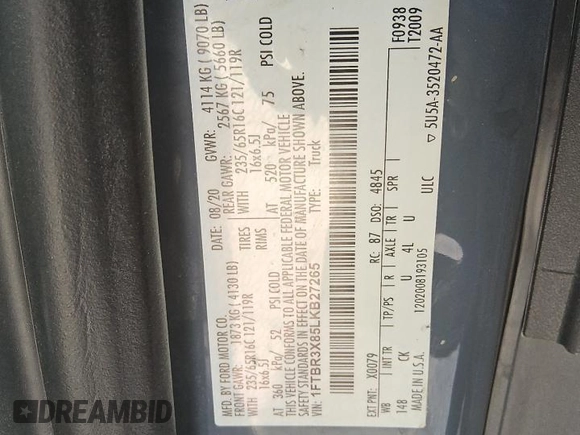 MFD. BY FORD MOTOR CO.
08/20 GVWR: 4114 KG ( 9070 LB)
FRONT GAWR: 1873 KG ( 4130 LB) REAR GAWR: 2567 KG ( 5660 LB)
WITH 235/65R16C 121/119R TIRES WITH 235/65R16C 121/119R
16x6.5J RIMS 16x6.5J
AT 360 kPa/ 52 PSI COLD AT 520 kPa/ 75 PSI COLD
THIS VEHICLE CONFORMS TO ALL APPLICABLE FEDERAL MOTOR VEHICLE
SAFETY STANDARDS IN EFFECT ON THE DATE OF MANUFACTURE SHOWN ABOVE.
VIN: 1FTBR3X85LKB27265 Truck
F0938
T2009
EXT PNT: X0079 RC: 87 DSO: 4845
WB INT TR TP/PS R AXLE TR SPR
148 CK U 4L U ULC
MADE IN U.S.A. 1202008193105
5U5A-3520472-AA
DREAMBID